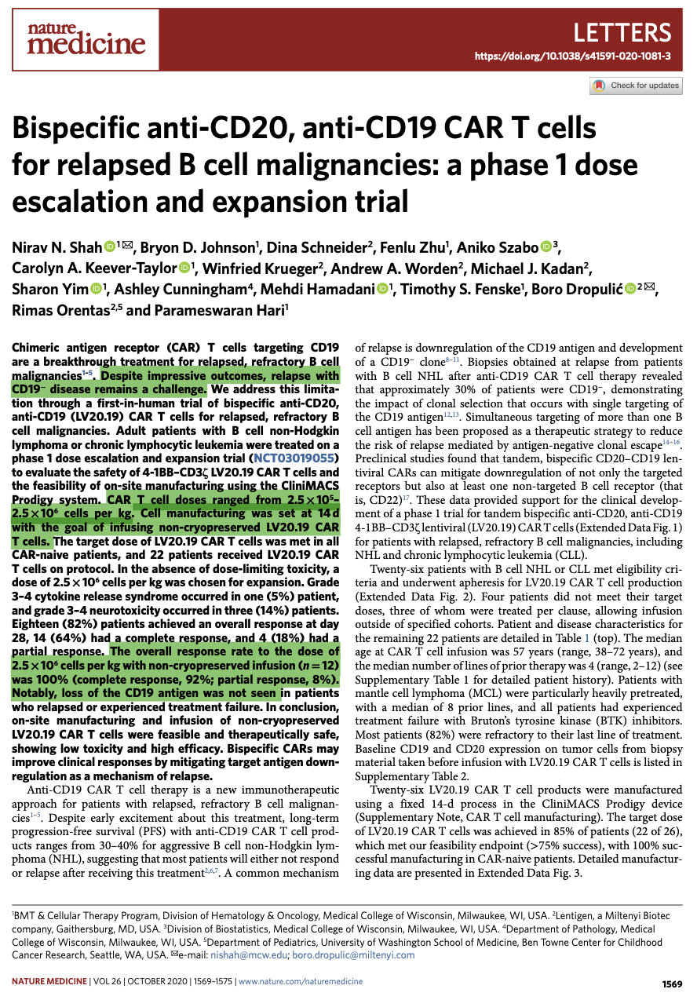 nature
medicine
LETTERS
https://doi.org/10.1038/s41591-020-1081-3
Check for updates
Bispecific anti-CD20, anti-CD19 CAR T cells
for relapsed B cell malignancies: a phase 1 dose
escalation and expansion trial
Nirav N. Shah iD 1✉, Bryon D. Johnson1, Dina Schneider2, Fenlu Zhu1, Aniko Szabo iD 3,
Carolyn A. Keever-Taylor iD 1, Winfried Krueger2, Andrew A. Worden2, Michael J. Kadan2,
Sharon Yim iD 1, Ashley Cunningham4, Mehdi Hamadani iD 1, Timothy S. Fenske1, Boro Dropulić iD 2✉,
Rimas Orentas2,5 and Parameswaran Hari1
Chimeric antigen receptor (CAR) T cells targeting CD19
are a breakthrough treatment for relapsed, refractory B cell
malignancies1–5. Despite impressive outcomes, relapse with
CD19− disease remains a challenge. We address this limita-
tion through a first-in-human trial of bispecific anti-CD20,
anti-CD19 (LV20.19) CAR T cells for relapsed, refractory B
cell malignancies. Adult patients with B cell non-Hodgkin
lymphoma or chronic lymphocytic leukemia were treated on a
phase 1 dose escalation and expansion trial (NCT03019055)
to evaluate the safety of 4-1BB–CD3ζ LV20.19 CAR T cells and
the feasibility of on-site manufacturing using the CliniMACS
Prodigy system. CAR T cell doses ranged from 2.5 × 10⁵–
2.5 × 10⁶ cells per kg. Cell manufacturing was set at 14 d
with the goal of infusing non-cryopreserved LV20.19 CAR
T cells. The target dose of LV20.19 CAR T cells was met in all
CAR-naive patients, and 22 patients received LV20.19 CAR
T cells on protocol. In the absence of dose-limiting toxicity, a
dose of 2.5 × 10⁶ cells per kg was chosen for expansion. Grade
3–4 cytokine release syndrome occurred in one (5%) patient,
and grade 3–4 neurotoxicity occurred in three (14%) patients.
Eighteen (82%) patients achieved an overall response at day
28, 14 (64%) had a complete response, and 4 (18%) had a
partial response. The overall response rate to the dose of
2.5 × 10⁶ cells per kg with non-cryopreserved infusion (n = 12)
was 100% (complete response, 92%; partial response, 8%).
Notably, loss of the CD19 antigen was not seen in patients
who relapsed or experienced treatment failure. In conclusion,
on-site manufacturing and infusion of non-cryopreserved
LV20.19 CAR T cells were feasible and therapeutically safe,
showing low toxicity and high efficacy. Bispecific CARs may
improve clinical responses by mitigating target antigen down-
regulation as a mechanism of relapse.
Anti-CD19 CAR T cell therapy is a new immunotherapeutic
approach for patients with relapsed, refractory B cell malignan-
cies1–5. Despite early excitement about this treatment, long-term
progression-free survival (PFS) with anti-CD19 CAR T cell prod-
ucts ranges from 30–40% for aggressive B cell non-Hodgkin lym-
phoma (NHL), suggesting that most patients will either not respond
or relapse after receiving this treatment2,6,7. A common mechanism
of relapse is downregulation of the CD19 antigen and development
of a CD19− clone8–11. Biopsies obtained at relapse from patients
with B cell NHL after anti-CD19 CAR T cell therapy revealed
that approximately 30% of patients were CD19−, demonstrating
the impact of clonal selection that occurs with single targeting of
the CD19 antigen12,13. Simultaneous targeting of more than one B
cell antigen has been proposed as a therapeutic strategy to reduce
the risk of relapse mediated by antigen-negative clonal escape14–16.
Preclinical studies found that tandem, bispecific CD20–CD19 len-
tiviral CARs can mitigate downregulation of not only the targeted
receptors but also at least one non-targeted B cell receptor (that
is, CD22)17. These data provided support for the clinical develop-
ment of a phase 1 trial for tandem bispecific anti-CD20, anti-CD19
4-1BB–CD3ζ lentiviral (LV20.19) CAR T cells (Extended Data Fig. 1)
for patients with relapsed, refractory B cell malignancies, including
NHL and chronic lymphocytic leukemia (CLL).
Twenty-six patients with B cell NHL or CLL met eligibility cri-
teria and underwent apheresis for LV20.19 CAR T cell production
(Extended Data Fig. 2). Four patients did not meet their target
doses, three of whom were treated per clause, allowing infusion
outside of specified cohorts. Patient and disease characteristics for
the remaining 22 patients are detailed in Table 1 (top). The median
age at CAR T cell infusion was 57 years (range, 38–72 years), and
the median number of lines of prior therapy was 4 (range, 2–12) (see
Supplementary Table 1 for detailed patient history). Patients with
mantle cell lymphoma (MCL) were particularly heavily pretreated,
with a median of 8 prior lines, and all patients had experienced
treatment failure with Bruton's tyrosine kinase (BTK) inhibitors.
Most patients (82%) were refractory to their last line of treatment.
Baseline CD19 and CD20 expression on tumor cells from biopsy
material taken before infusion with LV20.19 CAR T cells is listed in
Supplementary Table 2.
Twenty-six LV20.19 CAR T cell products were manufactured
using a fixed 14-d process in the CliniMACS Prodigy device
(Supplementary Note, CAR T cell manufacturing). The target dose
of LV20.19 CAR T cells was achieved in 85% of patients (22 of 26),
which met our feasibility endpoint (>75% success), with 100% suc-
cessful manufacturing in CAR-naive patients. Detailed manufactur-
ing data are presented in Extended Data Fig. 3.
1BMT & Cellular Therapy Program, Division of Hematology & Oncology, Medical College of Wisconsin, Milwaukee, WI, USA. 2Lentigen, a Miltenyi Biotec
company, Gaithersburg, MD, USA. 3Division of Biostatistics, Medical College of Wisconsin, Milwaukee, WI, USA. 4Department of Pathology, Medical
College of Wisconsin, Milwaukee, WI, USA. 5Department of Pediatrics, University of Washington School of Medicine, Ben Towne Center for Childhood
Cancer Research, Seattle, WA, USA. ✉e-mail: nishah@mcw.edu; boro.dropulic@miltenyi.com
NATURE MEDICINE | VOL 26 | OCTOBER 2020 | 1569–1575 | www.nature.com/naturemedicine
1569